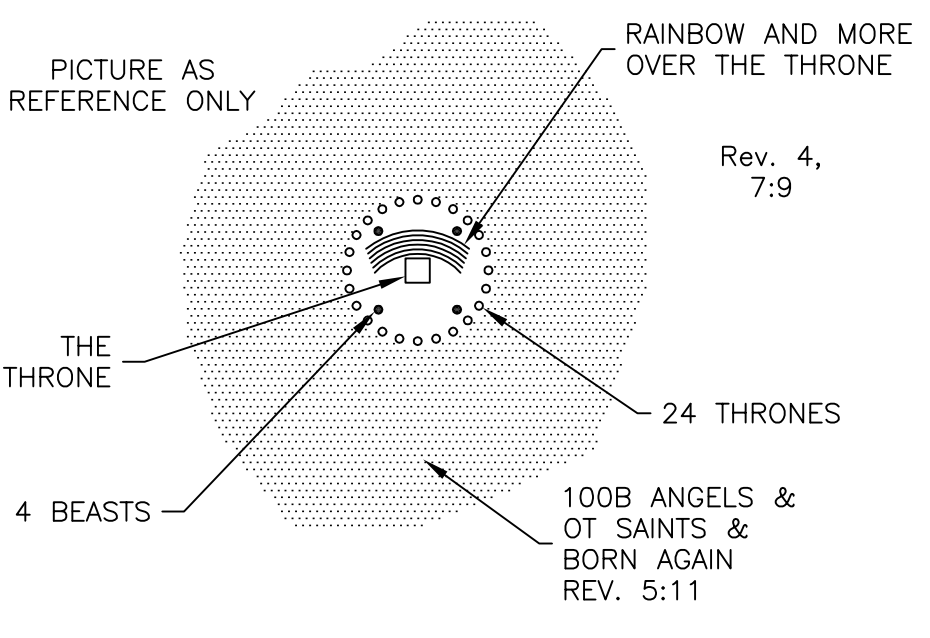 PICTURE AS
REFERENCE ONLY
RAINBOW AND MORE
OVER THE THRONE
Rev. 4,
7:9
THE
THRONE
24 THRONES
4 BEASTS
100B ANGELS &
OT SAINTS &
BORN AGAIN
REV. 5:11